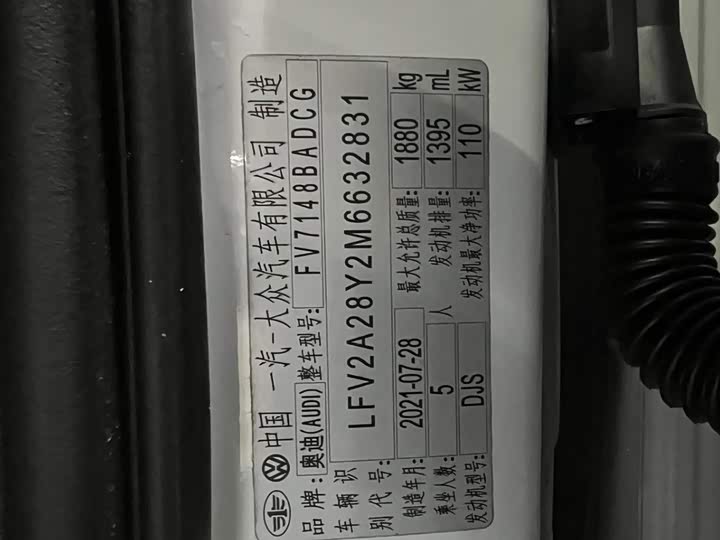 中国 一汽-大众汽车有限公司 制造
品牌: 奥迪(AUDI) 整车型号: FV7148BADCG
车辆识别代号: LFV2A28Y2M6632831
制造年月: 2021-07-28 最大允许总质量: 1880 kg
乘坐人数: 5 人 发动机排量: 1395 mL
发动机型号: DJS 发动机最大净功率: 110 kW